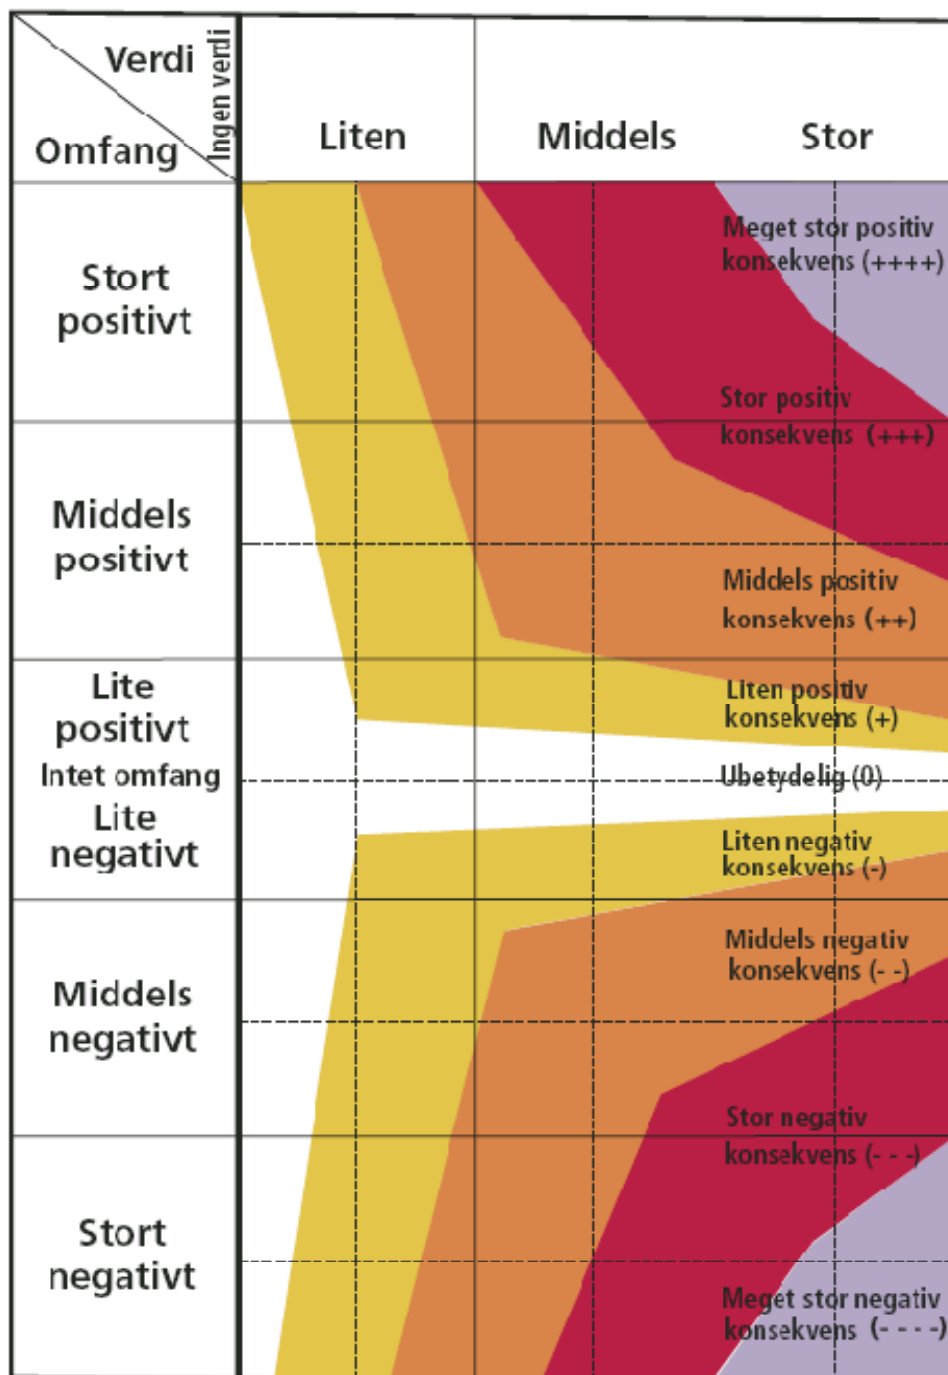 Verdi
Ingen verdi
Omfang
Liten
Middels
Stor
Stort
positivt
Meget stor positiv
konsekvens (++++)
Stor positiv
konsekvens (+++)
Middels
positivt
Middels positiv
konsekvens (++)
Lite
positivt
Liten positiv
konsekvens (+)
Intet omfang
Ubetydelig (0)
Lite
negativt
Liten negativ
konsekvens (-)
Middels
negativt
Middels negativ
konsekvens (- -)
Stor negativ
konsekvens (- - -)
Stort
negativt
Meget stor negativ
konsekvens (- - - -)